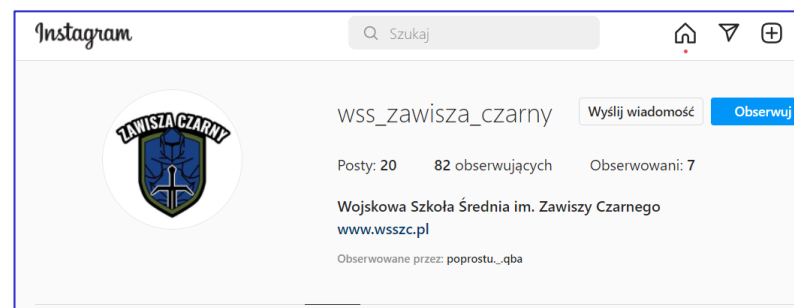 Instagram
Szukaj
ZAWISZA CZARNY
wss_zawisza_czarny
Wyślij wiadomość
Obserwuj
Posty: 20
82 obserwujących
Obserwowani: 7
Wojskowa Szkoła Średnia im. Zawiszy Czarnego
www.wsszc.pl
Obserwowane przez: poprostu._.qba